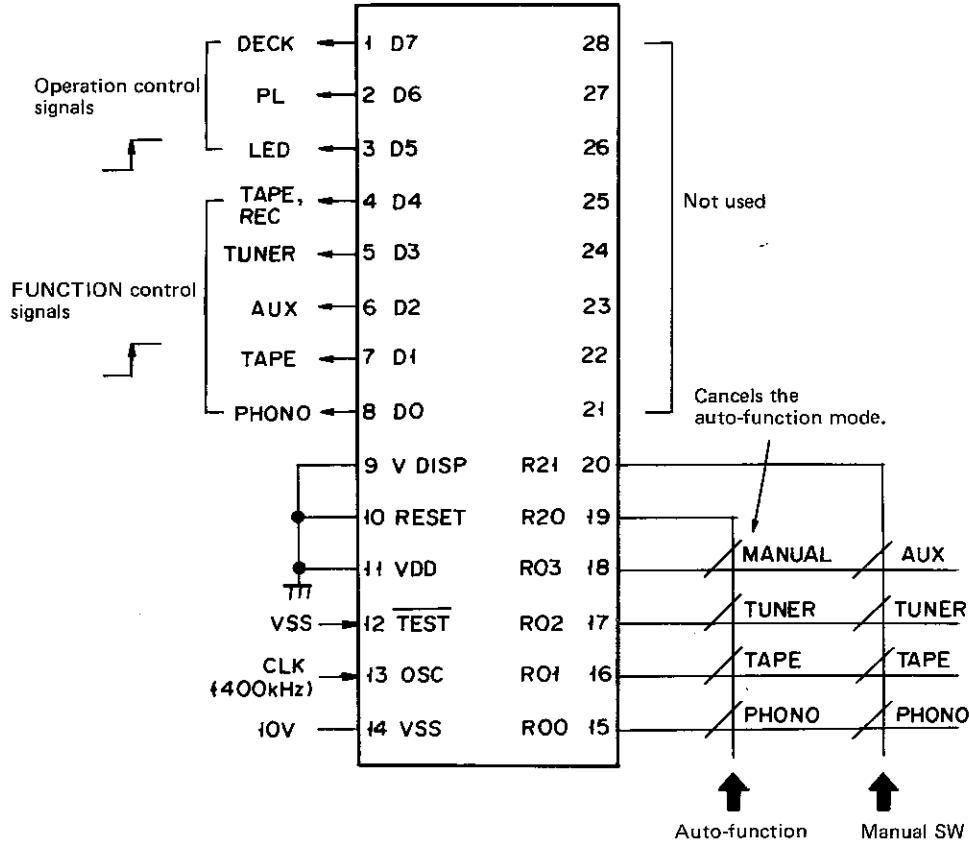 DECK 1 D7 28
Operation control
signals
PL 2 D6 27
LED 3 D5 26
TAPE,
REC 4 D4 25
Not used
TUNER 5 D3 24
FUNCTION control
signals
AUX 6 D2 23
TAPE 7 D1 22
PHONO 8 D0 21
Cancels the
auto-function mode.
9 V DISP R21 20
10 RESET R20 19
11 VDD R03 18 MANUAL AUX
VSS 12 TEST R02 17 TUNER TUNER
CLK
(400kHz) 13 OSC R01 16 TAPE TAPE
10V 14 VSS R00 15 PHONO PHONO
Auto-function Manual SW